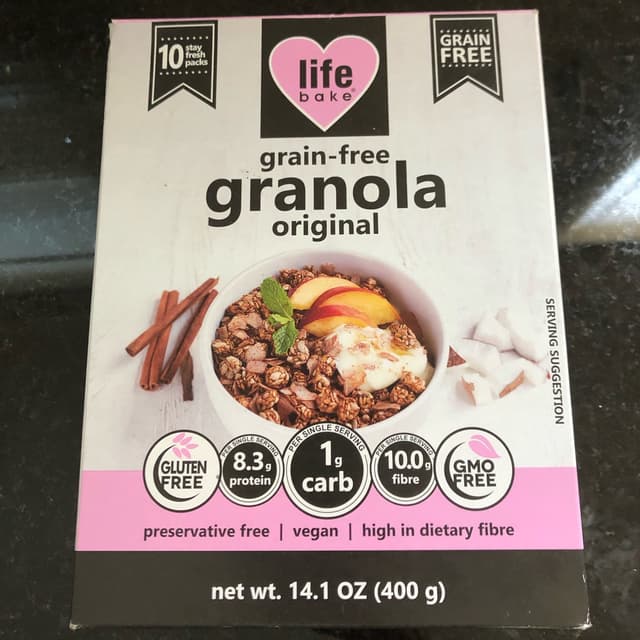 10 stay fresh packs
life
bake®
GRAIN
FREE
grain-free
granola
original
SERVING SUGGESTION
GLUTEN
FREE
PER SINGLE SERVING
8.3g
protein
PER SINGLE SERVING
1g
carb
PER SINGLE SERVING
10.0g
fibre
GMO
FREE
preservative free | vegan | high in dietary fibre
net wt. 14.1 OZ (400 g)